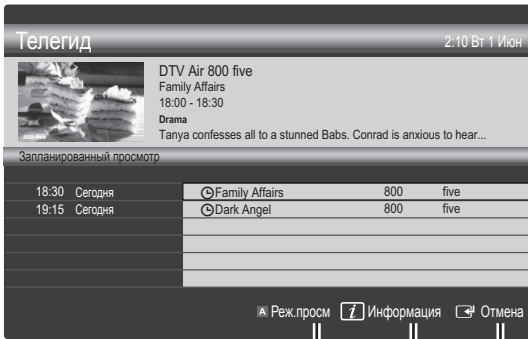 Телегид 2:10 Вт 1 Июн
DTV Air 800 five
Family Affairs
18:00 - 18:30
Drama
Tanya confesses all to a stunned Babs. Conrad is anxious to hear...
800 five
Запланированный просмотр
18:30 Сегодня Family Affairs 800 five
19:15 Сегодня Dark Angel 800 five
A Реж.просм i Информация Отмена